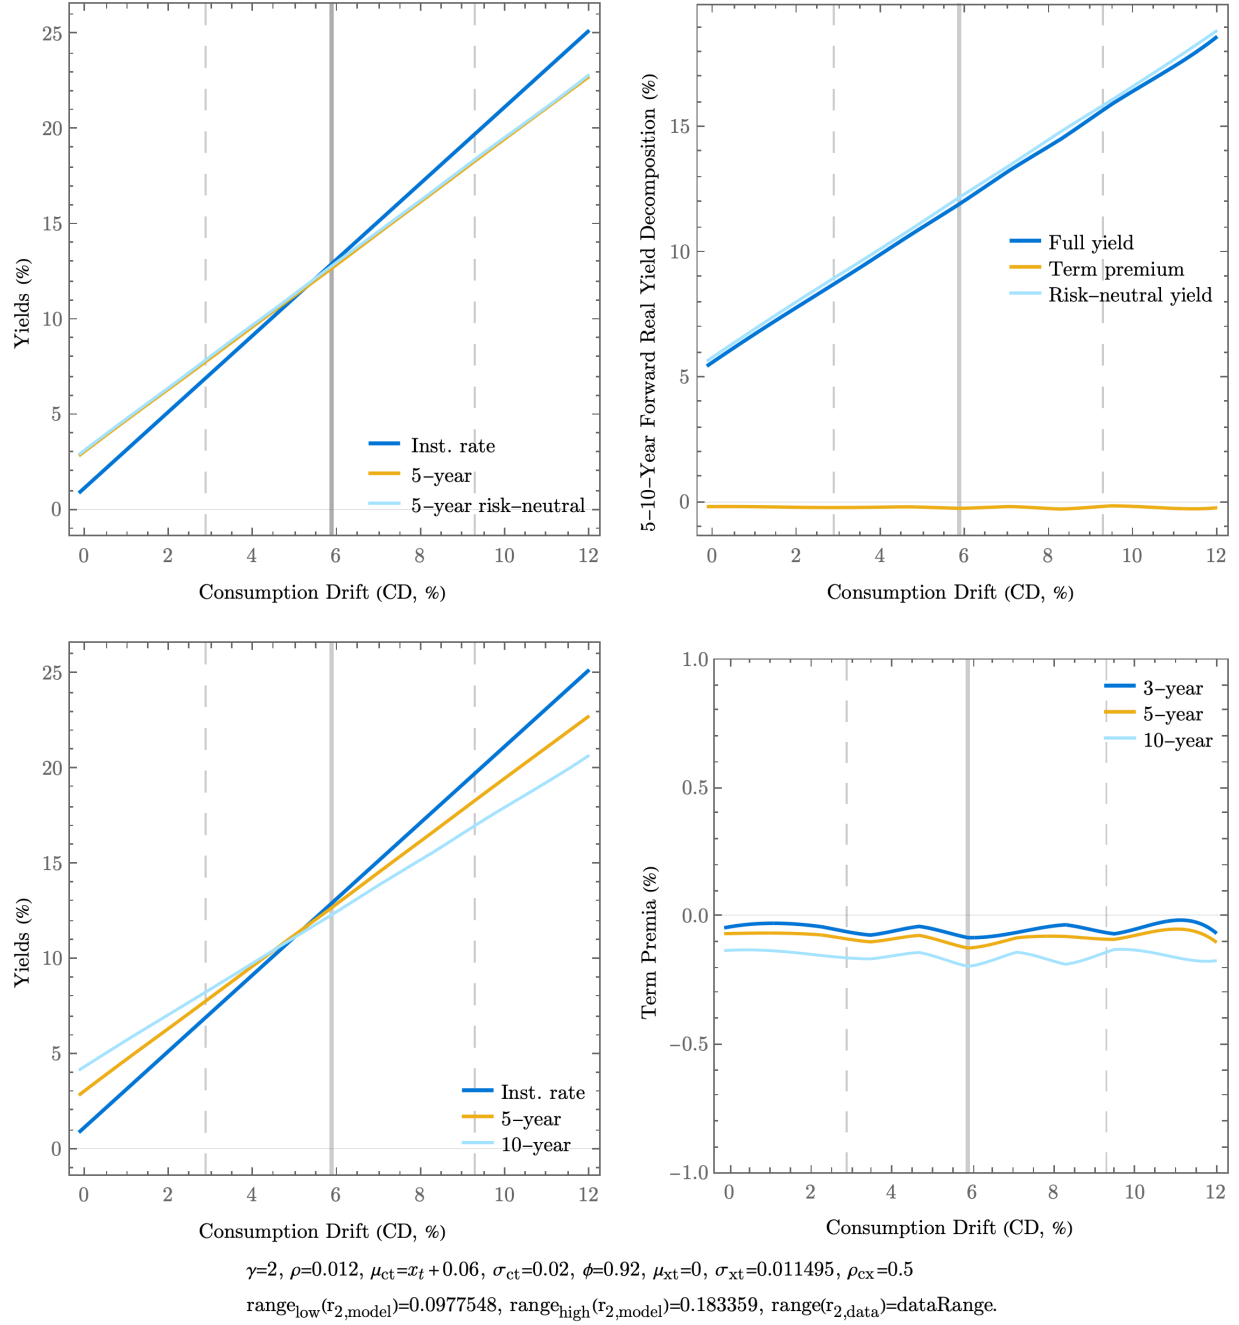 25
20
15
10
5
0
Yields (%)
Inst. rate
5–year
5–year risk–neutral
0 2 4 6 8 10 12
Consumption Drift (CD, %)
15
10
5
0
5–10–Year Forward Real Yield Decomposition (%)
Full yield
Term premium
Risk–neutral yield
0 2 4 6 8 10 12
Consumption Drift (CD, %)
25
20
15
10
5
0
Yields (%)
Inst. rate
5–year
10–year
0 2 4 6 8 10 12
Consumption Drift (CD, %)
1.0
0.5
0.0
−0.5
−1.0
Term Premia (%)
3–year
5–year
10–year
0 2 4 6 8 10 12
Consumption Drift (CD, %)
γ=2, ρ=0.012, μct=xt+0.06, σct=0.02, ϕ=0.92, μxt=0, σxt=0.011495, ρcx=0.5
rangelow(r2,model)=0.0977548, rangehigh(r2,model)=0.183359, range(r2,data)=dataRange.